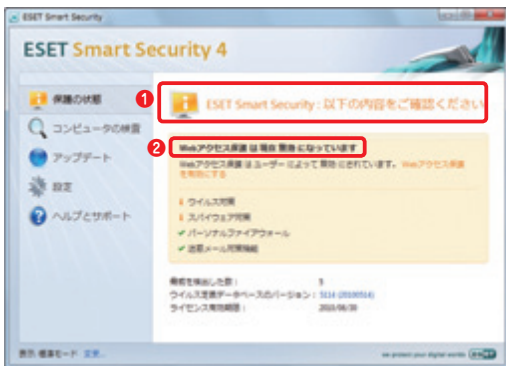 ESET Smart Security
ESET Smart Security 4
保護の状態
コンピュータの検査
アップデート
設定
ヘルプとサポート
❶
ESET Smart Security : 以下の内容をご確認ください
❷
Webアクセス保護 は 現在 無効 になっています
Webアクセス保護 はユーザー によって 無効 にされています。 Webアクセス保護
を有効にする
ウイルス対策
スパイウェア対策
パーソナルファイアウォール
迷惑メール対策機能
脅威を検出した数 : 5
ウイルス定義データベースのバージョン : 5114 (20100514)
ライセンス有効期間 : 2010/06/30
表示: 標準モード 変更...
we protect your digital worlds eset